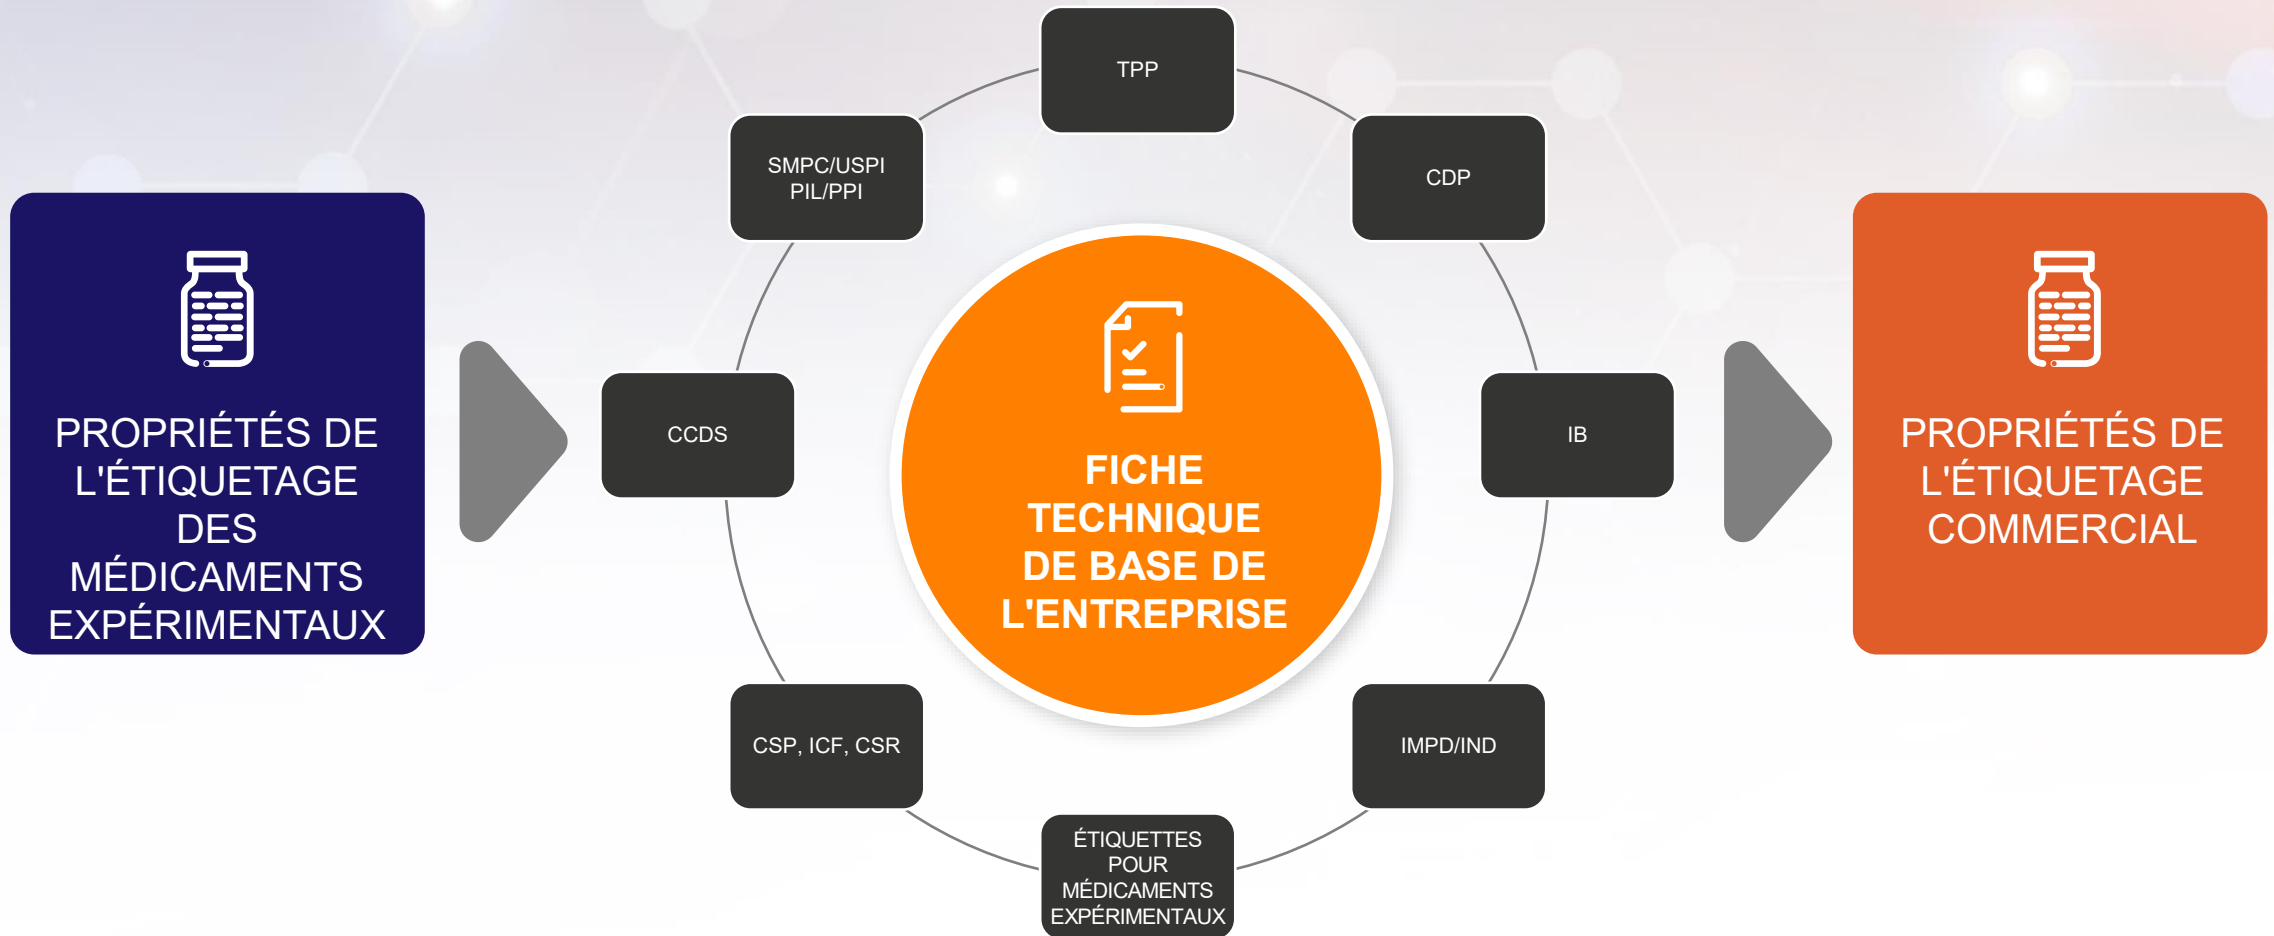 PROPRIÉTÉS DE
L'ÉTIQUETAGE
DES
MÉDICAMENTS
EXPÉRIMENTAUX
TPP
CDP
IB
IMPD/IND
ÉTIQUETTES
POUR
MÉDICAMENTS
EXPÉRIMENTAUX
CSP, ICF, CSR
CCDS
SMPC/USPI
PIL/PPI
FICHE
TECHNIQUE
DE BASE DE
L'ENTREPRISE
PROPRIÉTÉS DE
L'ÉTIQUETAGE
COMMERCIAL